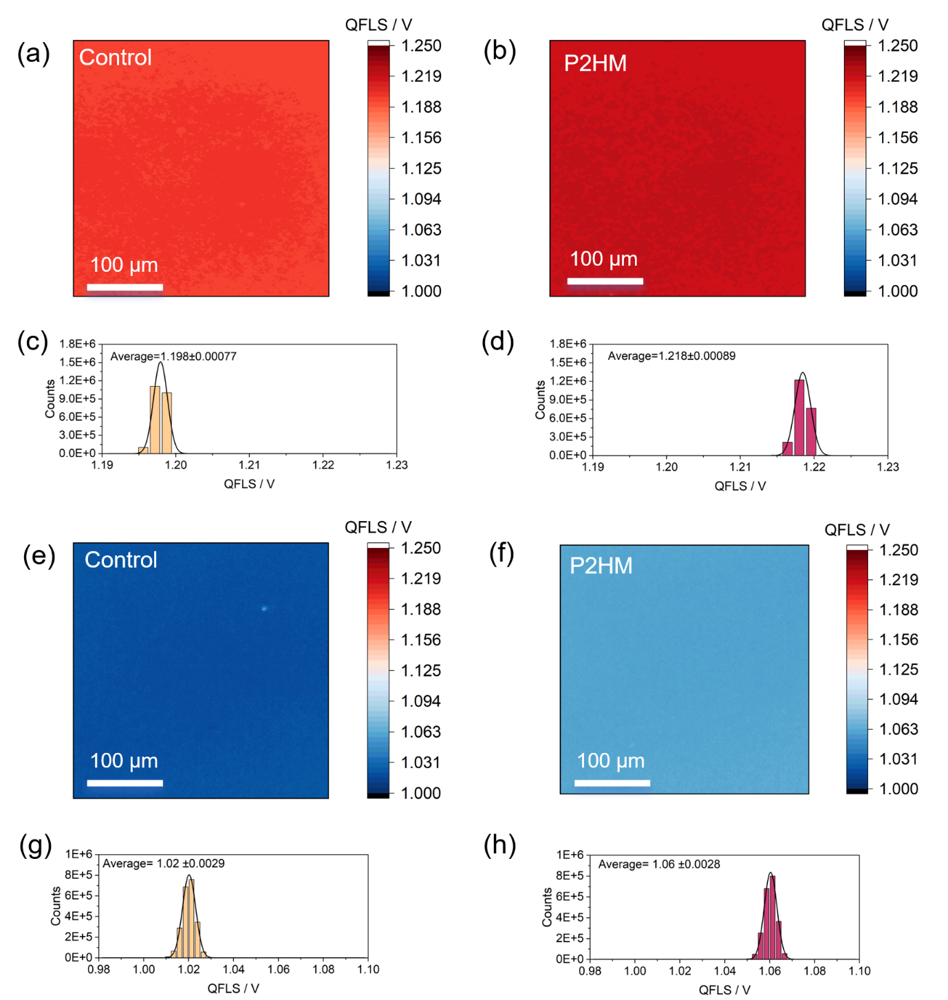 (a)
Control
QFLS / V
1.250
1.219
1.188
1.156
1.125
1.094
1.063
1.031
1.000
100 μm
(b)
P2HM
QFLS / V
1.250
1.219
1.188
1.156
1.125
1.094
1.063
1.031
1.000
100 μm
(c)
Average=1.198±0.00077
Counts
1.8E+6
1.5E+6
1.2E+6
9.0E+5
6.0E+5
3.0E+5
0.0E+0
1.19 1.20 1.21 1.22 1.23
QFLS / V
(d)
Average=1.218±0.00089
Counts
1.8E+6
1.5E+6
1.2E+6
9.0E+5
6.0E+5
3.0E+5
0.0E+0
1.19 1.20 1.21 1.22 1.23
QFLS / V
(e)
Control
QFLS / V
1.250
1.219
1.188
1.156
1.125
1.094
1.063
1.031
1.000
100 μm
(f)
P2HM
QFLS / V
1.250
1.219
1.188
1.156
1.125
1.094
1.063
1.031
1.000
100 μm
(g)
Average= 1.02 ±0.0029
Counts
1E+6
8E+5
6E+5
4E+5
2E+5
0E+0
0.98 1.00 1.02 1.04 1.06 1.08 1.10
QFLS / V
(h)
Average= 1.06 ±0.0028
Counts
1E+6
8E+5
6E+5
4E+5
2E+5
0E+0
0.98 1.00 1.02 1.04 1.06 1.08 1.10
QFLS / V